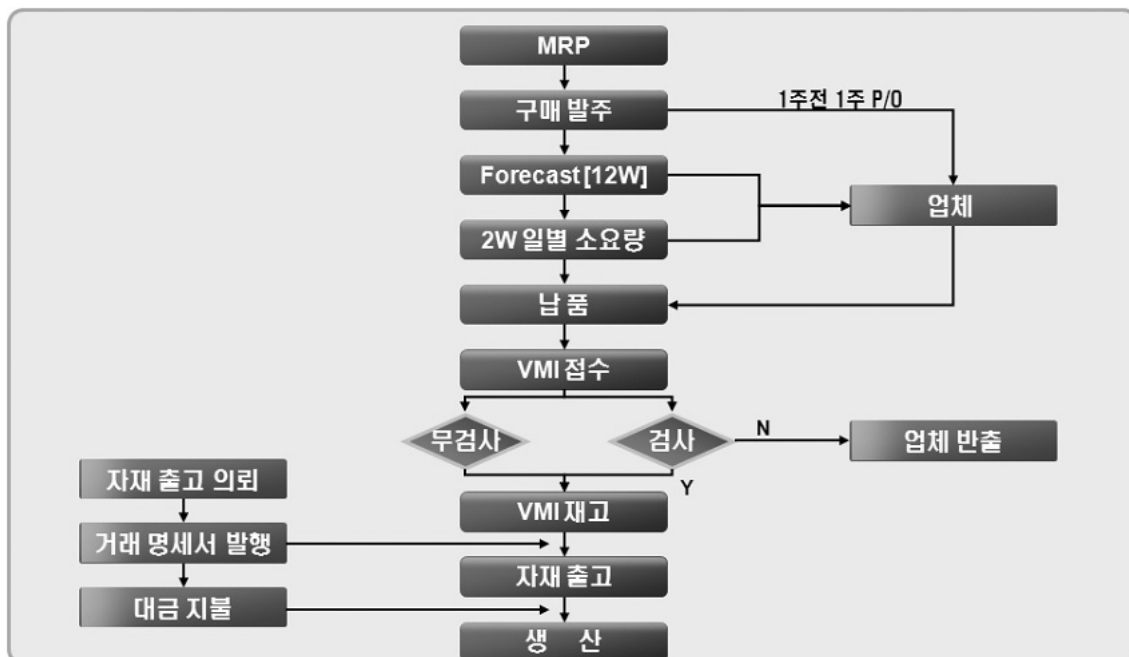 MRP
구매 발주
1주전 1주 P/O
Forecast [12W]
업체
2W 일별 소요량
납 품
VMI 접수
무검사
검사
N
업체 반출
자재 출고 의뢰
Y
VMI 재고
거래 명세서 발행
자재 출고
대금 지불
생 산